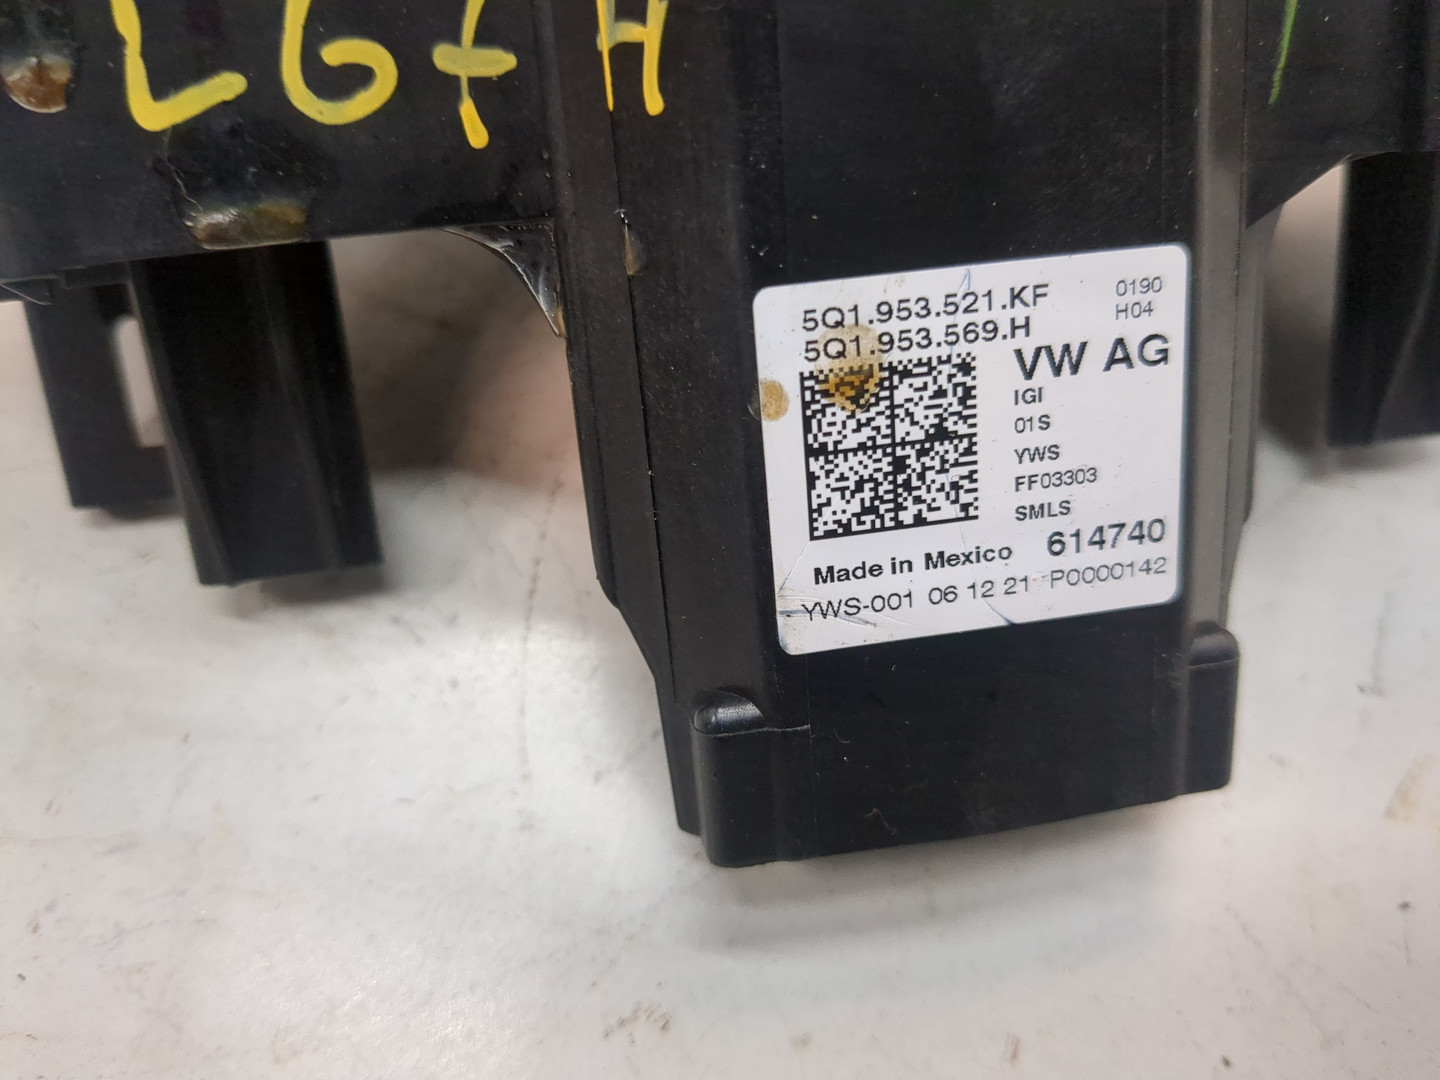 LG7H
5Q1.953.521.KF
5Q1.953.569.H
0190
H04
VW AG
IGI
01S
YWS
FF03303
SMLS
614740
Made in Mexico
YWS-001 06 12 21 P0000142